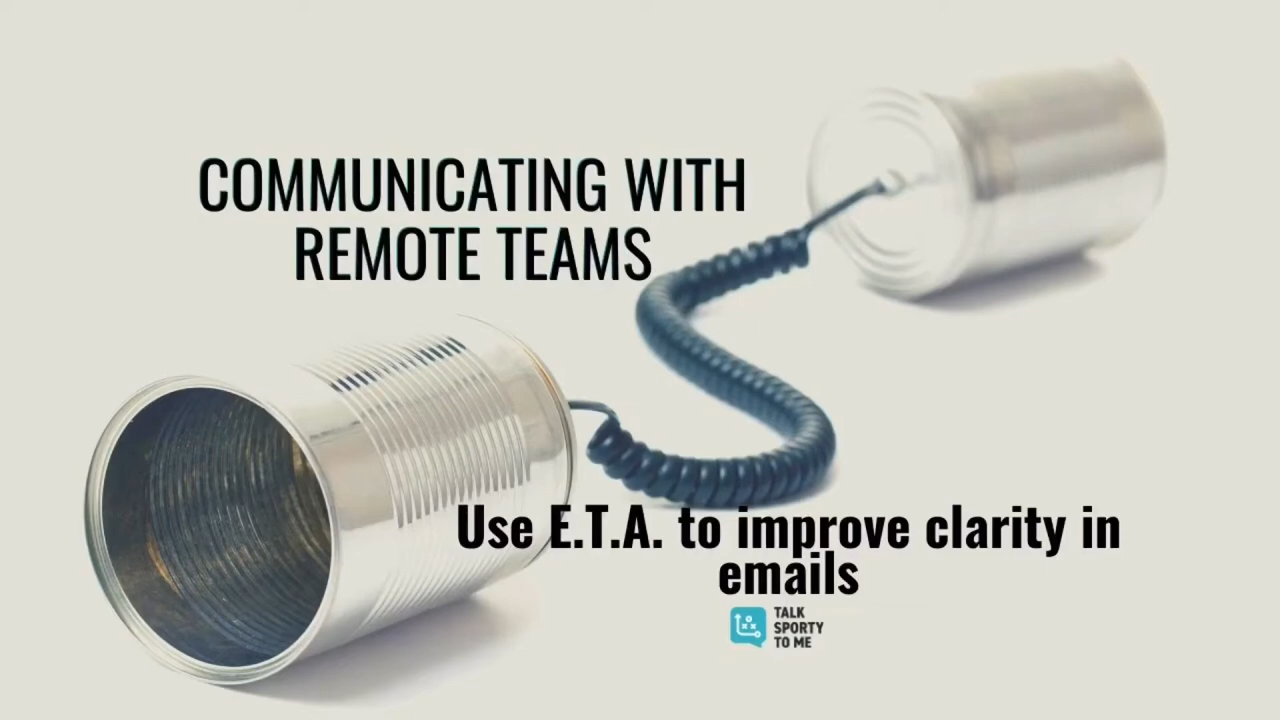 COMMUNICATING WITH
REMOTE TEAMS
Use E.T.A. to improve clarity in
emails
TALK
SPORTY
TO ME